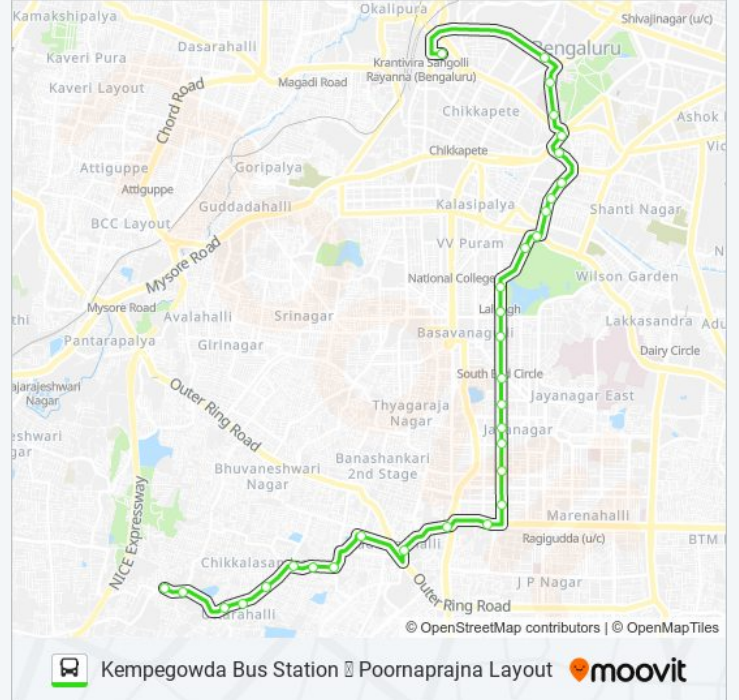 Okalipura
Kamakshipalya
Shivajinagar (u/c)
Dasarahalli
Bengaluru
Kaveri Pura
Krantivira Sangolli
Rayanna (Bengaluru)
Magadi Road
Kaveri Layout
Chord Road
Chikkapete
Ashok
Chikkapete
Attiguppe
Goripalya
Attiguppe
Guddadahalli
Kalasipalya
Shanti Nagar
BCC Layout
VV Puram
Mysore Road
National College
Wilson Garden
Mysore Road
Avalahalli
Srinagar
Lakkasandra
Pantarapalya
Girinagar
Dairy Circle
ajarajeshwari
Nagar
South End Circle
Outer Ring Road
Thyagaraja
Nagar
Jayanagar East
eshwari
gar
Banashankari
2nd Stage
Bhuvaneshwari
Nagar
NICE Expressway
Marenahalli
Ragigudda (u/c)
BTM
J P Nagar
Outer Ring Road
© OpenStreetMap contributors | © OpenMapTiles
Kempegowda Bus Station Poornaprajna Layout
moovit